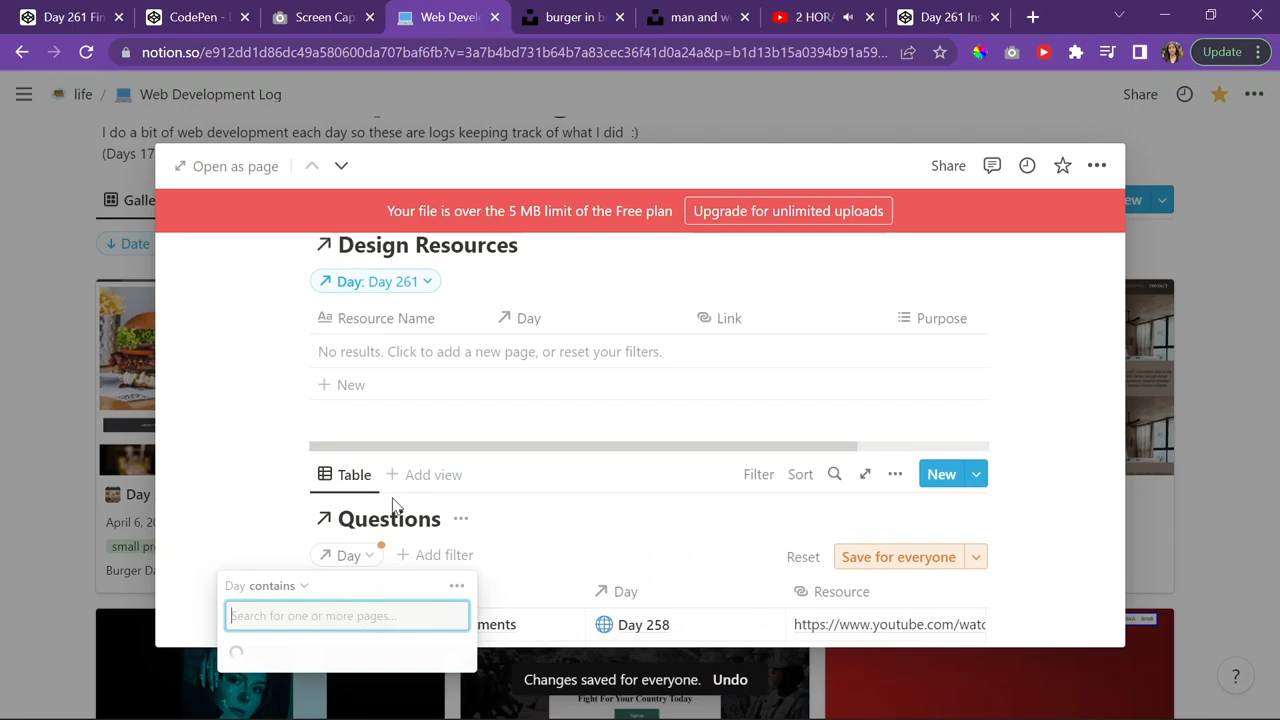 Day 261 Fin
CodePen -
Screen Cap
Web Devel
burger in b
man and w
2 HORA
Day 261 Ins
notion.so/e912dd1d86dc49a580600da707baf6fb?v=3a7b4bd731b64b7a83cec36f41d0a24a&p=b1d13b15a0394b91a59...
Update
life / Web Development Log
Share
I do a bit of web development each day so these are logs keeping track of what I did :)
(Days 17
Open as page
Share
Galle
ew
Your file is over the 5 MB limit of the Free plan
Upgrade for unlimited uploads
Date
Design Resources
Day: Day 261
Aa Resource Name
Day
Link
Purpose
No results. Click to add a new page, or reset your filters.
+ New
Table
+ Add view
Filter
Sort
New
Day
Questions
April 6, 20
small pr
Day
+ Add filter
Reset
Save for everyone
Burger Da
Day contains
Day
Resource
Search for one or more pages...
ments
Day 258
https://www.youtube.com/watc
Changes saved for everyone. Undo
Fight For Your Country Today
?